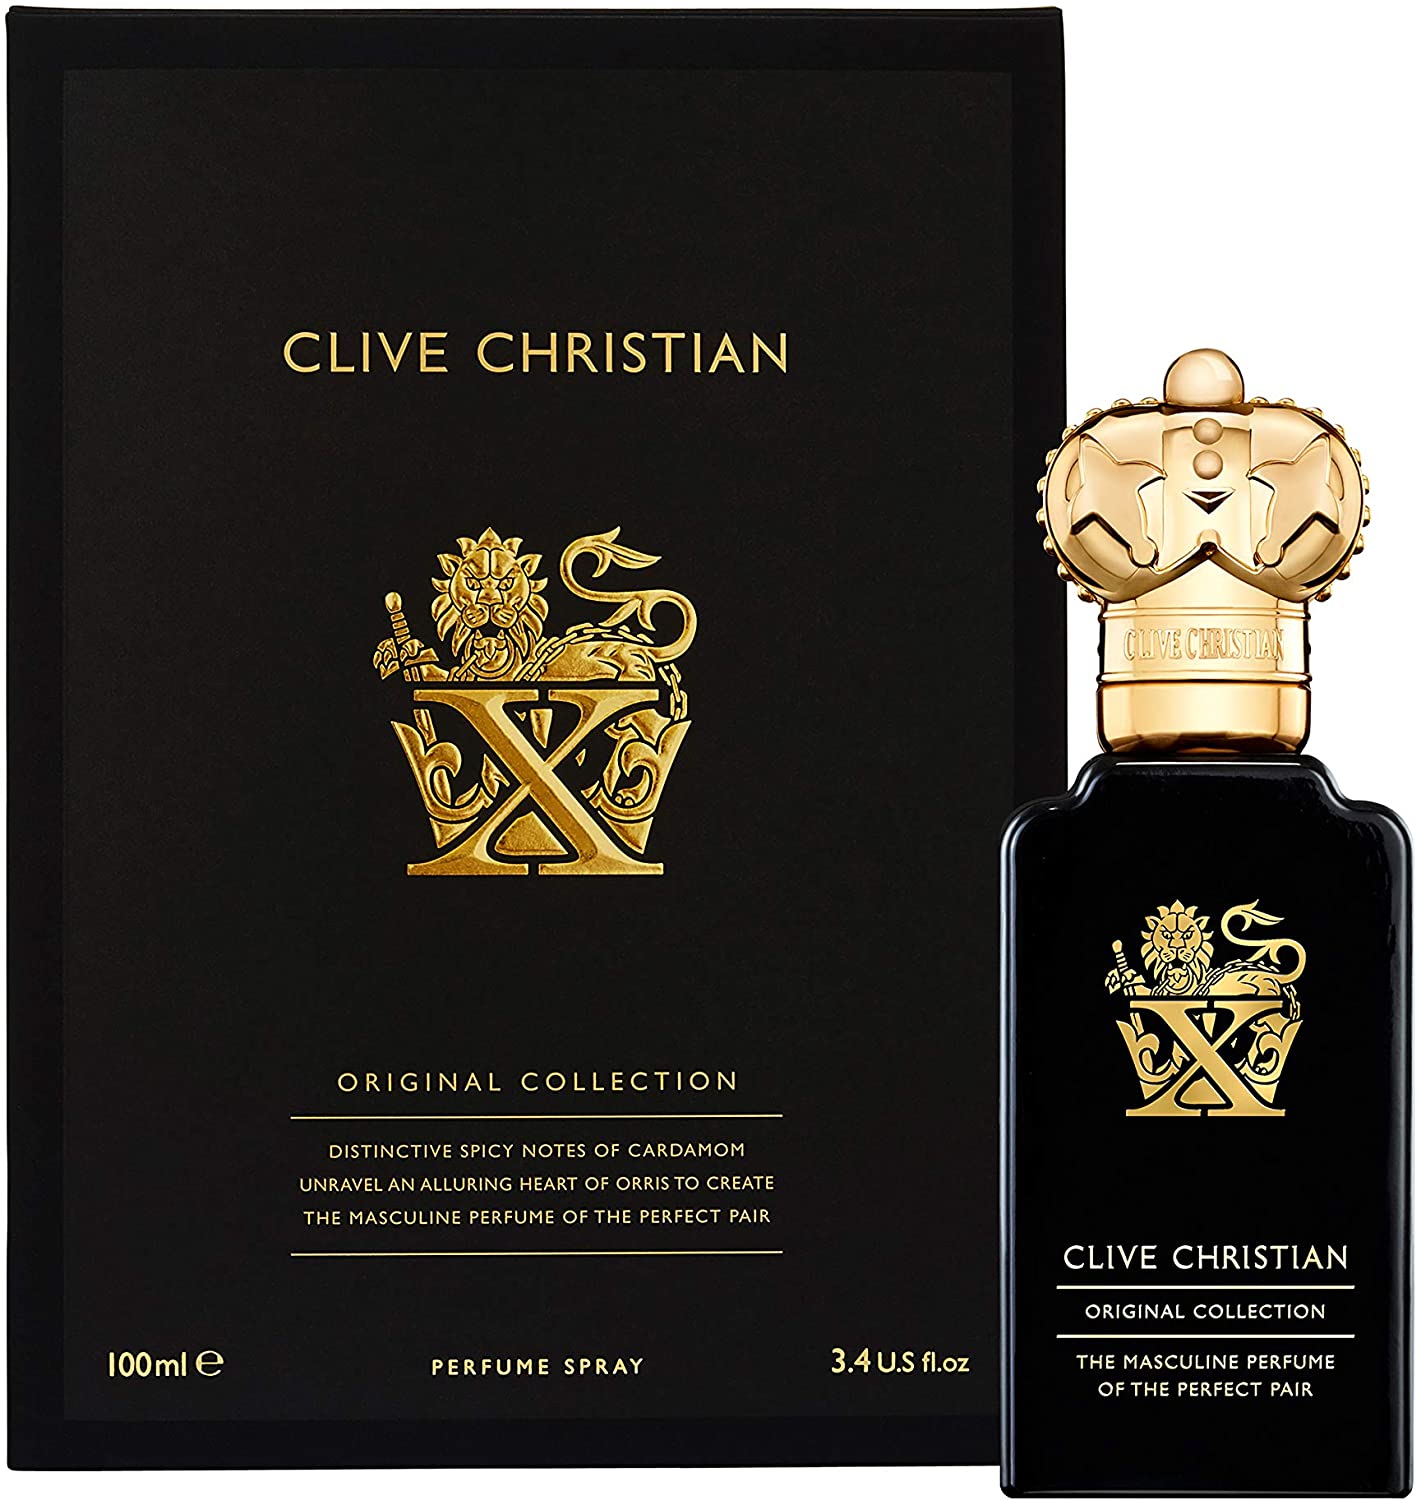 CLIVE CHRISTIAN
X
ORIGINAL COLLECTION
DISTINCTIVE SPICY NOTES OF CARDAMOM
UNRAVEL AN ALLURING HEART OF ORRIS TO CREATE
THE MASCULINE PERFUME OF THE PERFECT PAIR
100ml ℮
PERFUME SPRAY
3.4 U.S fl.oz
CLIVE CHRISTIAN
X
CLIVE CHRISTIAN
ORIGINAL COLLECTION
THE MASCULINE PERFUME
OF THE PERFECT PAIR